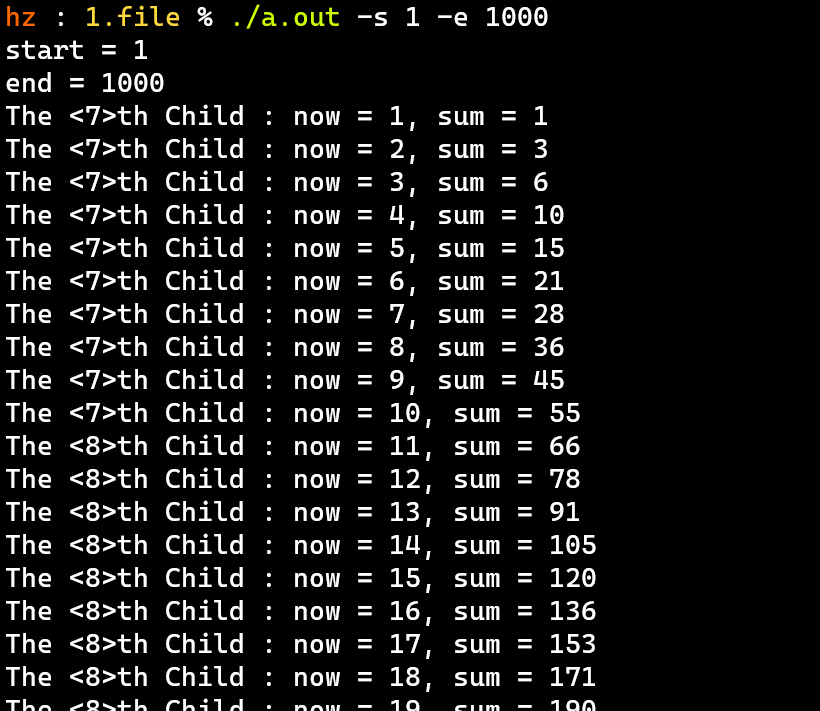 hz : 1.file % ./a.out -s 1 -e 1000
start = 1
end = 1000
The <7>th Child : now = 1, sum = 1
The <7>th Child : now = 2, sum = 3
The <7>th Child : now = 3, sum = 6
The <7>th Child : now = 4, sum = 10
The <7>th Child : now = 5, sum = 15
The <7>th Child : now = 6, sum = 21
The <7>th Child : now = 7, sum = 28
The <7>th Child : now = 8, sum = 36
The <7>th Child : now = 9, sum = 45
The <7>th Child : now = 10, sum = 55
The <8>th Child : now = 11, sum = 66
The <8>th Child : now = 12, sum = 78
The <8>th Child : now = 13, sum = 91
The <8>th Child : now = 14, sum = 105
The <8>th Child : now = 15, sum = 120
The <8>th Child : now = 16, sum = 136
The <8>th Child : now = 17, sum = 153
The <8>th Child : now = 18, sum = 171
The <8>th Child : now = 19, sum = 190